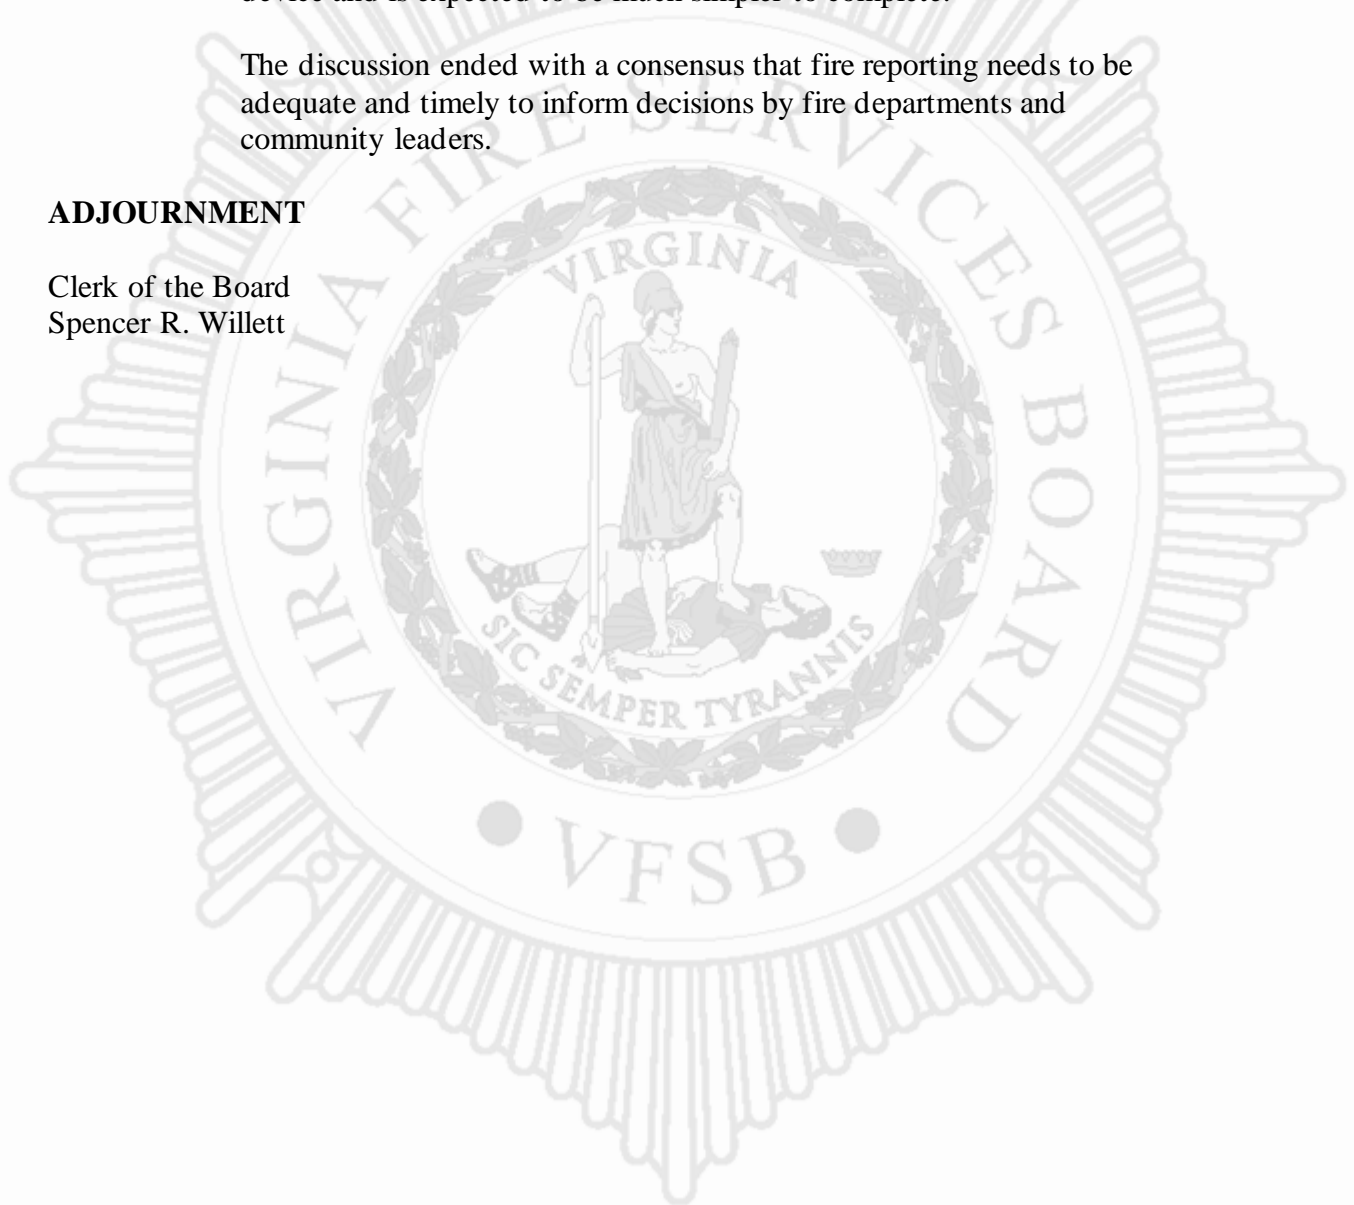 device and is expected to be much simpler to complete.
The discussion ended with a consensus that fire reporting needs to be
adequate and timely to inform decisions by fire departments and
community leaders.
ADJOURNMENT
Clerk of the Board
Spencer R. Willett
VIRGINIA FIRE SERVICES BOARD
VIRGINIA
SIC SEMPER TYRANNIS
• VFSB •